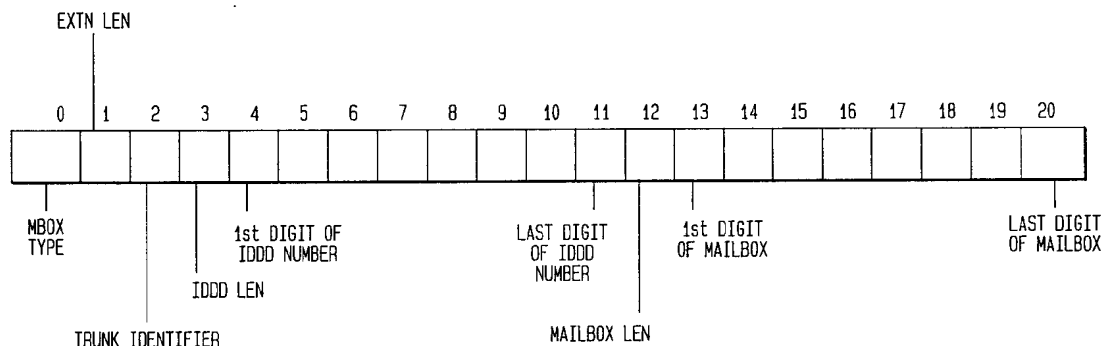 EXTN LEN
0 1 2 3 4 5 6 7 8 9 10 11 12 13 14 15 16 17 18 19 20
MBOX
TYPE
1st DIGIT OF
IDDD NUMBER
LAST DIGIT
OF IDDD
NUMBER
1st DIGIT
OF MAILBOX
LAST DIGIT
OF MAILBOX
IDDD LEN
TRUNK IDENTIFIER
MAILBOX LEN